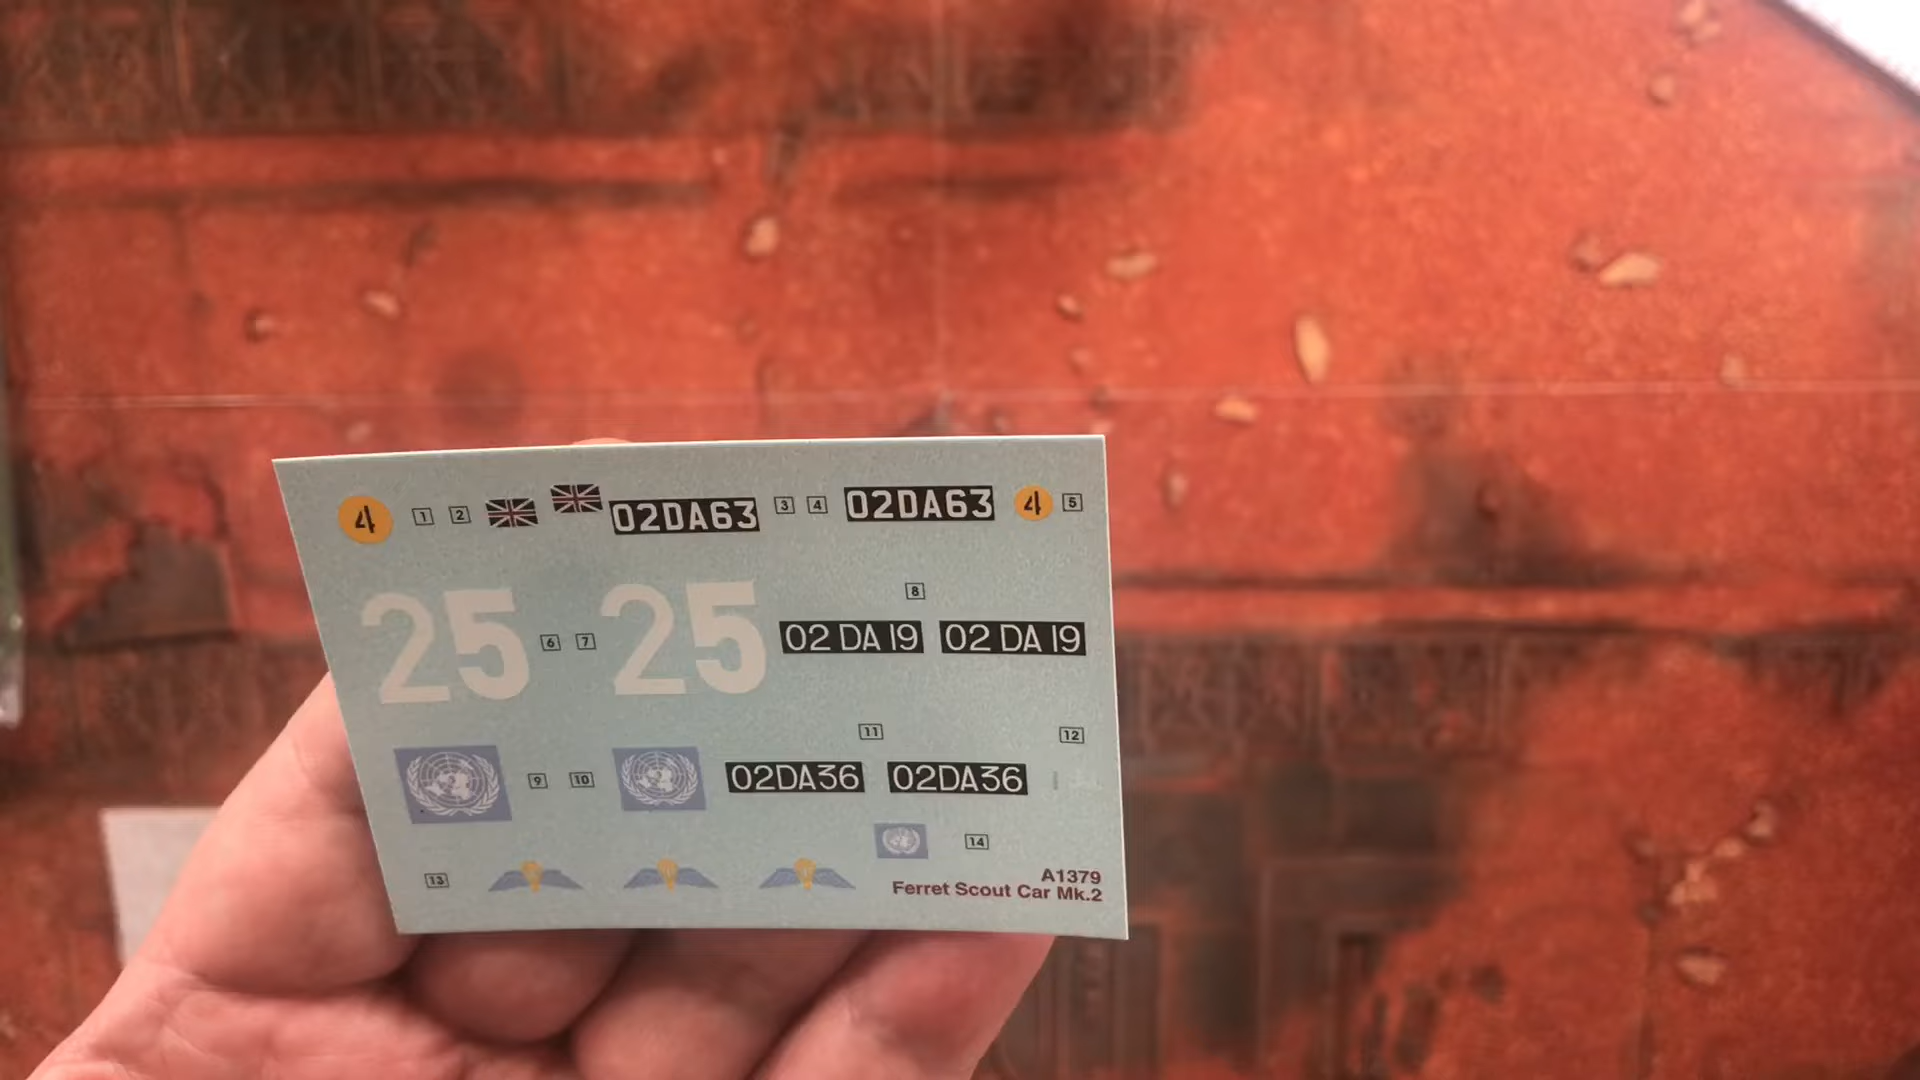 4 1 2 02DA63 3 4 02DA63 4 5
8
25 6 7 25 02 DA 19 02 DA 19
11 12
9 10 02DA36 02DA36
14
13
A1379
Ferret Scout Car Mk.2